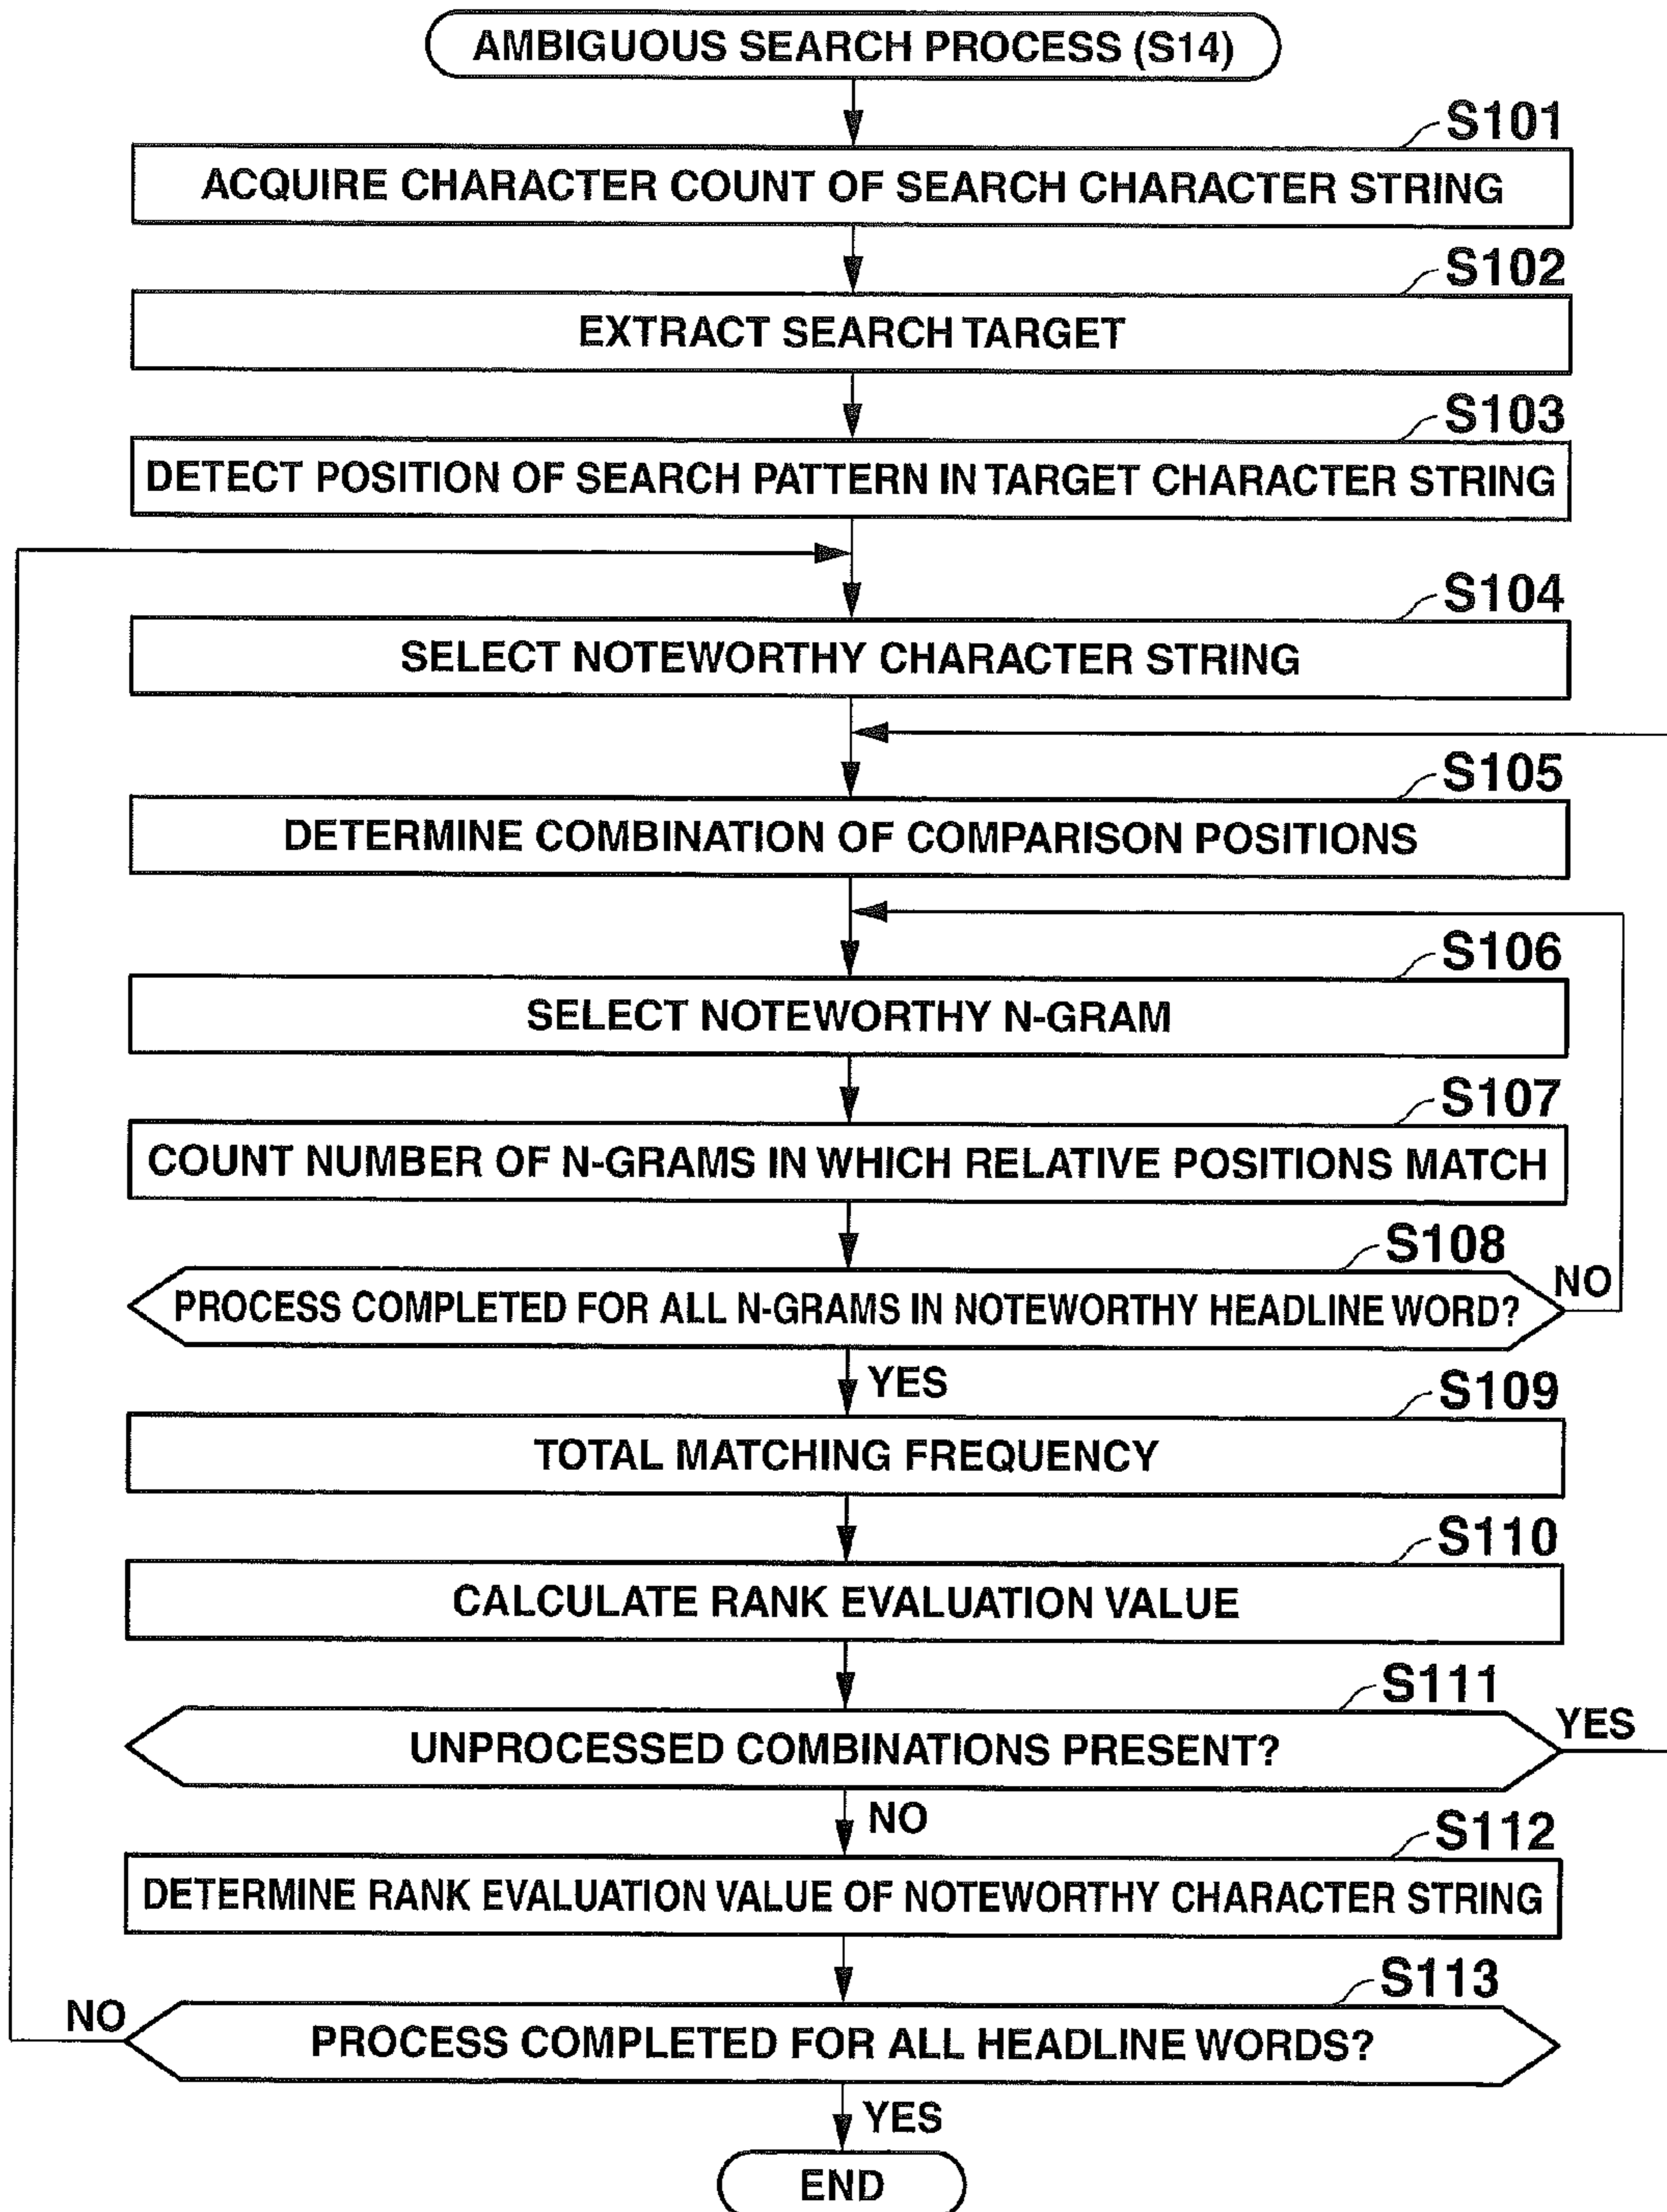 AMBIGUOUS SEARCH PROCESS (S14)
S101
ACQUIRE CHARACTER COUNT OF SEARCH CHARACTER STRING
S102
EXTRACT SEARCH TARGET
S103
DETECT POSITION OF SEARCH PATTERN IN TARGET CHARACTER STRING
S104
SELECT NOTEWORTHY CHARACTER STRING
S105
DETERMINE COMBINATION OF COMPARISON POSITIONS
S106
SELECT NOTEWORTHY N-GRAM
S107
COUNT NUMBER OF N-GRAMS IN WHICH RELATIVE POSITIONS MATCH
S108
PROCESS COMPLETED FOR ALL N-GRAMS IN NOTEWORTHY HEADLINE WORD?
NO
YES
S109
TOTAL MATCHING FREQUENCY
S110
CALCULATE RANK EVALUATION VALUE
S111
UNPROCESSED COMBINATIONS PRESENT?
YES
NO
S112
DETERMINE RANK EVALUATION VALUE OF NOTEWORTHY CHARACTER STRING
S113
NO
PROCESS COMPLETED FOR ALL HEADLINE WORDS?
YES
END